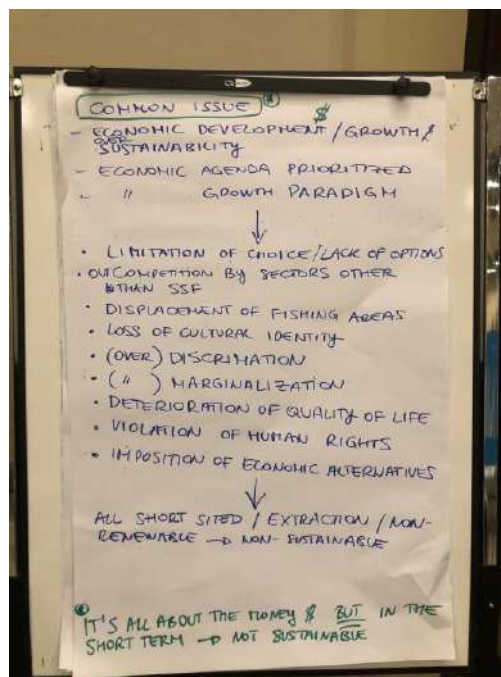 COMMON ISSUE *
$
- ECONOMIC DEVELOPMENT / GROWTH $
OVER
SUSTAINABILITY
- ECONOMIC AGENDA PRIORITIZED
- " GROWTH PARADIGM
↓
• LIMITATION OF CHOICE/LACK OF OPTIONS
• OUTCOMPETITION BY SECTORS OTHER
THAN SSF
• DISPLACEMENT OF FISHING AREAS
• LOSS OF CULTURAL IDENTITY
• (OVER) DISCRIMATION
• ( " ) MARGINALIZATION
• DETERIORATION OF QUALITY OF LIFE
• VIOLATION OF HUMAN RIGHTS
• IMPOSITION OF ECONOMIC ALTERNATIVES
↓
ALL SHORT SITED / EXTRACTION / NON-
RENEWABLE → NON-SUSTAINABLE
* IT'S ALL ABOUT THE MONEY $ BUT IN THE
SHORT TERM → NOT SUSTAINABLE